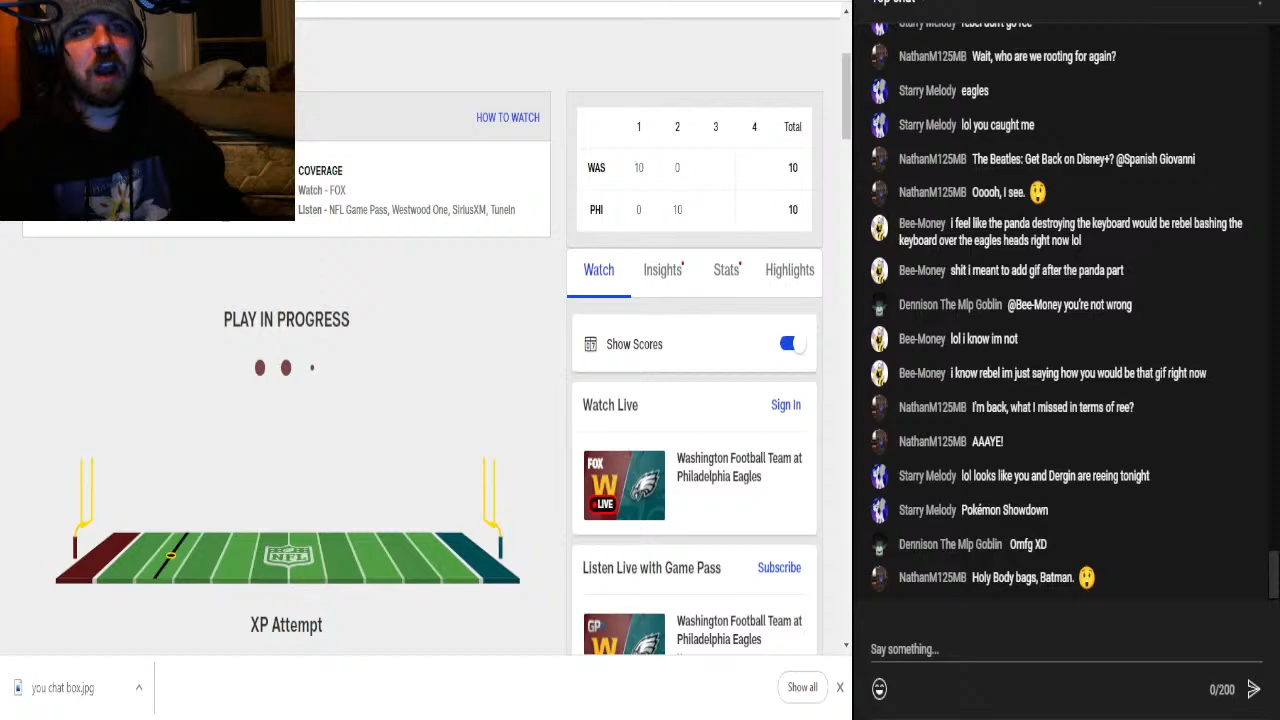 HOW TO WATCH
COVERAGE
Watch - FOX
Listen - NFL Game Pass, Westwood One, SiriusXM, TuneIn
1 2 3 4 Total
WAS 10 0 10
PHI 0 10 10
Watch Insights Stats Highlights
PLAY IN PROGRESS
Show Scores
Watch Live Sign In
FOX
W
LIVE
Washington Football Team at
Philadelphia Eagles
NFL
Listen Live with Game Pass Subscribe
GP
Washington Football Team at
Philadelphia Eagles
XP Attempt
you chat box.jpg
Show all X
Starry Melody rebel don't go ree
NathanM125MB Wait, who are we rooting for again?
Starry Melody eagles
Starry Melody lol you caught me
NathanM125MB The Beatles: Get Back on Disney+? @Spanish Giovanni
NathanM125MB Ooooh, I see. 😲
Bee-Money i feel like the panda destroying the keyboard would be rebel bashing the
keyboard over the eagles heads right now lol
Bee-Money shit i meant to add gif after the panda part
Dennison The Mlp Goblin @Bee-Money you're not wrong
Bee-Money lol i know im not
Bee-Money i know rebel im just saying how you would be that gif right now
NathanM125MB I'm back, what I missed in terms of ree?
NathanM125MB AAAYE!
Starry Melody lol looks like you and Dergin are reeing tonight
Starry Melody Pokémon Showdown
Dennison The Mlp Goblin Omfg XD
NathanM125MB Holy Body bags, Batman. 😲
Say something...
0/200